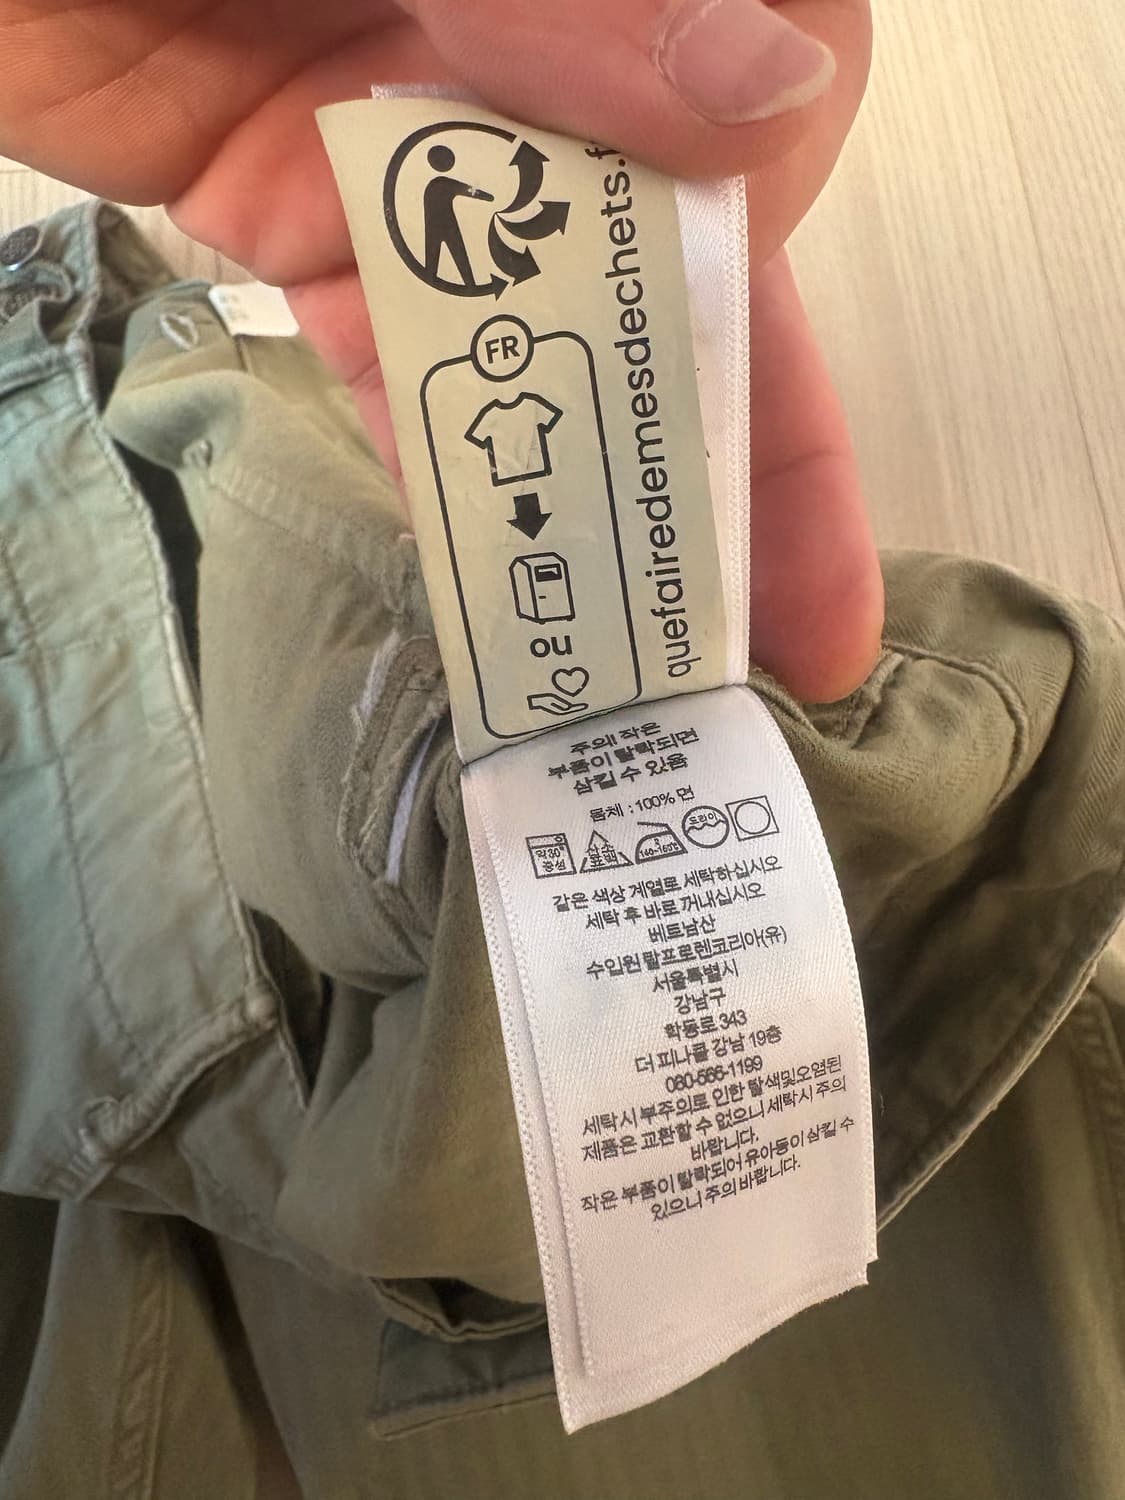 FR
OU
quefairedemesdechets.f
주의! 작은
부품이 탈락되면
삼킬 수 있음
몸체 : 100% 면
약30°
중성
산소
표백
140~160℃
드라이
같은 색상 계열로 세탁하십시오
세탁 후 바로 꺼내십시오
베트남산
수입원 랄프로렌코리아(유)
서울특별시
강남구
학동로 343
더 피나클 강남 19층
080-566-1199
세탁시 부주의로 인한 탈색및오염된
제품은 교환할 수 없으니 세탁시 주의
바랍니다.
작은 부품이 탈락되어 유아등이 삼킬 수
있으니 주의 바랍니다.